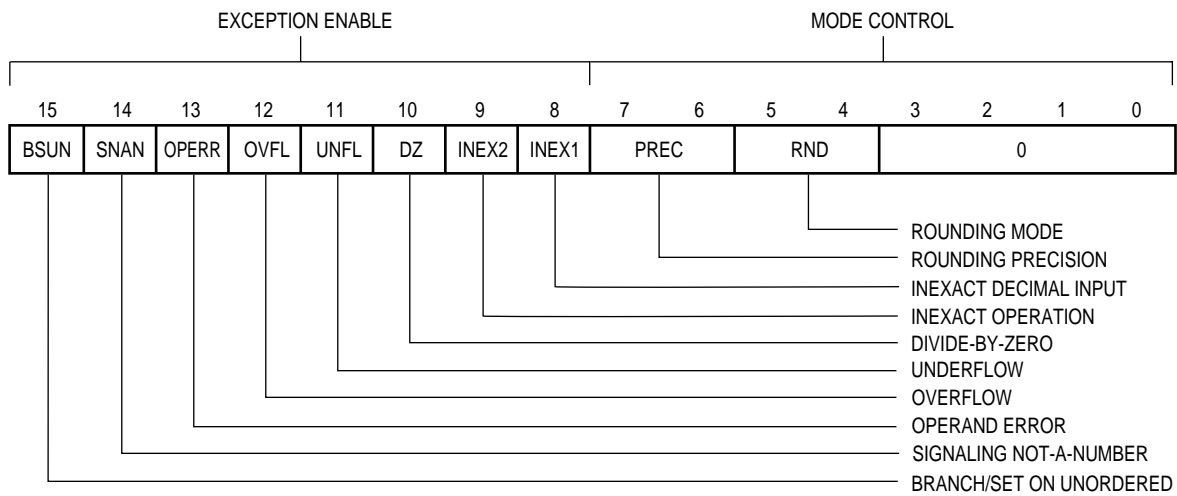 EXCEPTION ENABLE MODE CONTROL
15 14 13 12 11 10 9 8 7 6 5 4 3 2 1 0
BSUN SNAN OPERR OVFL UNFL DZ INEX2 INEX1 PREC RND 0
ROUNDING MODE
ROUNDING PRECISION
INEXACT DECIMAL INPUT
INEXACT OPERATION
DIVIDE-BY-ZERO
UNDERFLOW
OVERFLOW
OPERAND ERROR
SIGNALING NOT-A-NUMBER
BRANCH/SET ON UNORDERED